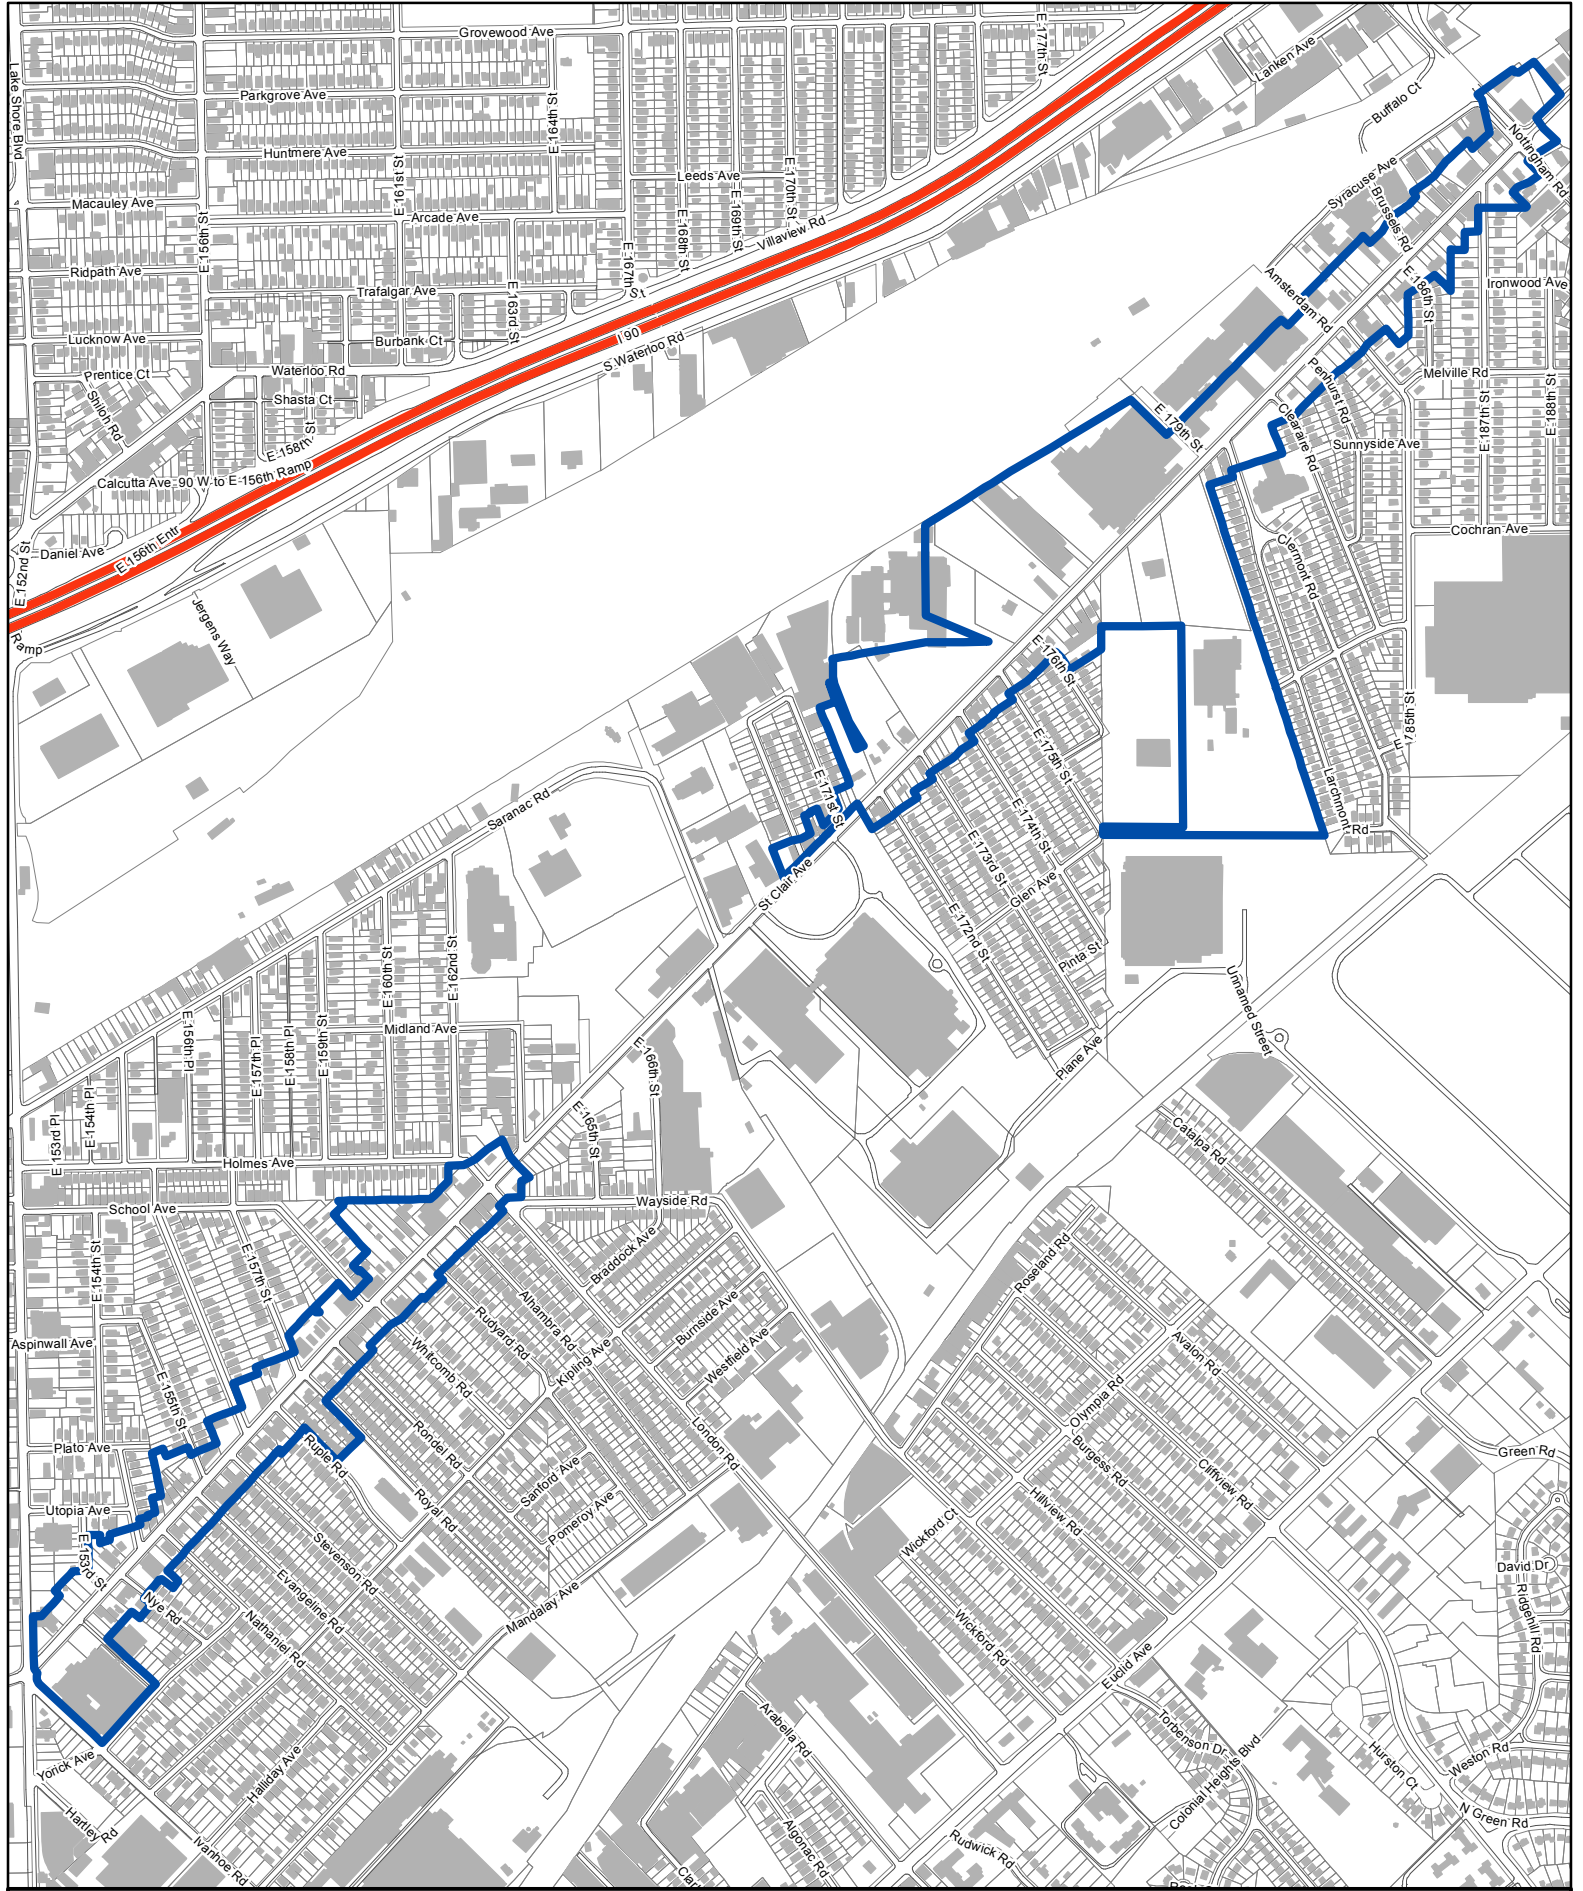 Grovewood Ave
E 177th St
Lanken Ave
Lake Shore Blvd
Parkgrove Ave
E 164th St
Buffalo Ct
Huntmere Ave
Nottingham Rd
E 161st St
Leeds Ave
E 170th St
Syracuse Ave
Macauley Ave
E 169th St
Brussels Rd
E 156th St
Arcade Ave
E 168th St
Villaview Rd
Ridpath Ave
E 167th St
Trafalgar Ave
E 163rd St
Amsterdam Rd
E 186th St
Ironwood Ave
Lucknow Ave
Burbank Ct
I 90
S Waterloo Rd
Prentice Ct
Waterloo Rd
Penhurst Rd
Melville Rd
Shiloh Rd
Shasta Ct
E 179th St
Clearaire Rd
E 187th St
E 188th St
E 158th St
Sunnyside Ave
Calcutta Ave
90 W to E 156th Ramp
E 156th Entr
Cochran Ave
Daniel Ave
E 152nd St
Clermont Rd
Jergens Way
Ramp
E 176th St
E 185th St
E 175th St
E 171st St
Larchmont Rd
Saranac Rd
E 174th St
E 173rd St
St Clair Ave
Glen Ave
E 172nd St
E 160th St
E 162nd St
Pinta St
Unnamed Street
E 156th Pl
E 157th Pl
E 158th Pl
E 159th St
Midland Ave
E 166th St
Plane Ave
E 153rd Pl
E 154th Pl
E 165th St
Catalpa Rd
Holmes Ave
School Ave
Wayside Rd
E 154th St
E 157th St
Braddock Ave
Roseland Rd
Aspinwall Ave
Rudyard Rd
Alhambra Rd
Burnside Ave
Whitcomb Rd
Kipling Ave
Westfield Ave
Avalon Rd
E 155th St
Olympia Rd
Plato Ave
Ruple Rd
Rondel Rd
London Rd
Burgess Rd
Cliffview Rd
Green Rd
Sanford Ave
Utopia Ave
Royal Rd
Pomeroy Ave
Hillview Rd
E 153rd St
Stevenson Rd
Wickford Ct
Evangeline Rd
David Dr
Nye Rd
Nathaniel Rd
Mandalay Ave
Wickford Rd
Ridgehill Rd
Euclid Ave
Arabella Rd
Torbenson Dr
Yorick Ave
Halliday Ave
Colonial Heights Blvd
Hurston Ct
Weston Rd
Hartley Rd
Ivanhoe Rd
Algonac Rd
Rudwick Rd
N Green Rd